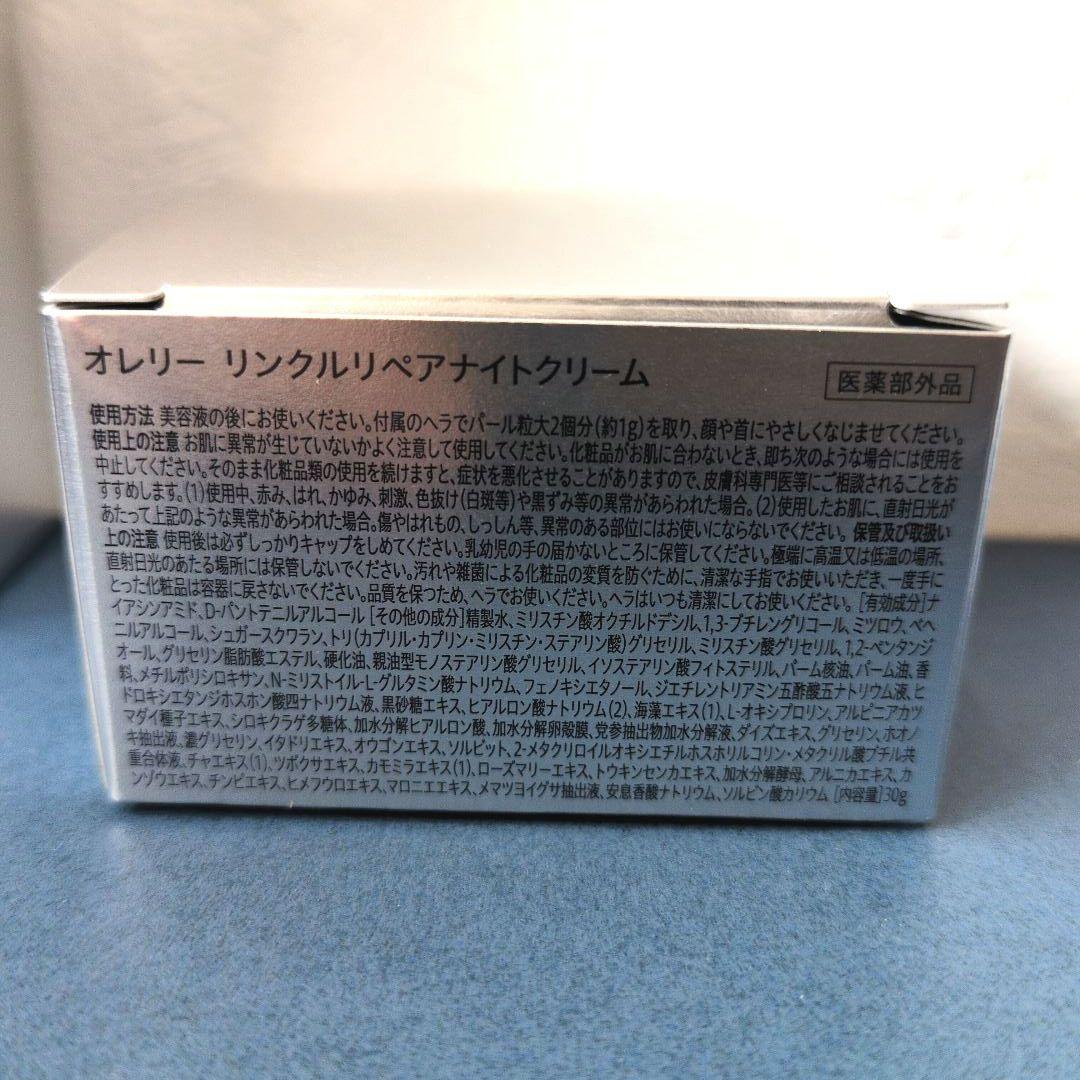 オレリー リンクルリペアナイトクリーム
医薬部外品
使用方法 美容液の後にお使いください。付属のヘラでパール粒大2個分(約1g)を取り、顔や首にやさしくなじませてください。
使用上の注意 お肌に異常が生じていないかよく注意して使用してください。化粧品がお肌に合わないとき、即ち次のような場合には使用を
中止してください。そのまま化粧品類の使用を続けますと、症状を悪化させることがありますので、皮膚科専門医等にご相談されることをお
すすめします。(1)使用中、赤み、はれ、かゆみ、刺激、色抜け(白斑等)や黒ずみ等の異常があらわれた場合。(2)使用したお肌に、直射日光が
あたって上記のような異常があらわれた場合。傷やはれもの、しっしん等、異常のある部位にはお使いにならないでください。保管及び取扱い
上の注意 使用後は必ずしっかりキャップをしめてください。乳幼児の手の届かないところに保管してください。極端に高温又は低温の場所、
直射日光のあたる場所には保管しないでください。汚れや雑菌による化粧品の変質を防ぐために、清潔な手指でお使いいただき、一度手に
とった化粧品は容器に戻さないでください。品質を保つため、ヘラでお使いください。ヘラはいつも清潔にしてお使いください。[有効成分]ナ
イアシンアミド、D-パントテニルアルコール [その他の成分]精製水、ミリスチン酸オクチルドデシル、1,3-ブチレングリコール、ミツロウ、ベヘ
ニルアルコール、シュガースクワラン、トリ(カプリル・カプリン・ミリスチン・ステアリン酸)グリセリル、ミリスチン酸グリセリル、1,2-ペンタンジ
オール、グリセリン脂肪酸エステル、硬化油、親油型モノステアリン酸グリセリル、イソステアリン酸フィトステリル、パーム核油、パーム油、香
料、メチルポリシロキサン、N-ミリストイル-L-グルタミン酸ナトリウム、フェノキシエタノール、ジエチレントリアミン五酢酸五ナトリウム液、ヒ
ドロキシエタンジホスホン酸四ナトリウム液、黒砂糖エキス、ヒアルロン酸ナトリウム(2)、海藻エキス(1)、L-オキシプロリン、アルピニアカツ
マダイ種子エキス、シロキクラゲ多糖体、加水分解ヒアルロン酸、加水分解卵殻膜、党参抽出物加水分解液、ダイズエキス、グリセリン、ホオノ
キ抽出液、濃グリセリン、イタドリエキス、オウゴンエキス、ソルビット、2-メタクリロイルオキシエチルホスホリルコリン・メタクリル酸ブチル共
重合体液、チャエキス(1)、ツボクサエキス、カモミラエキス(1)、ローズマリーエキス、トウキンセンカエキス、加水分解酵母、アルニカエキス、カ
ンゾウエキス、チンピエキス、ヒメフウロエキス、マロニエエキス、メマツヨイグサ抽出液、安息香酸ナトリウム、ソルビン酸カリウム [内容量]30g